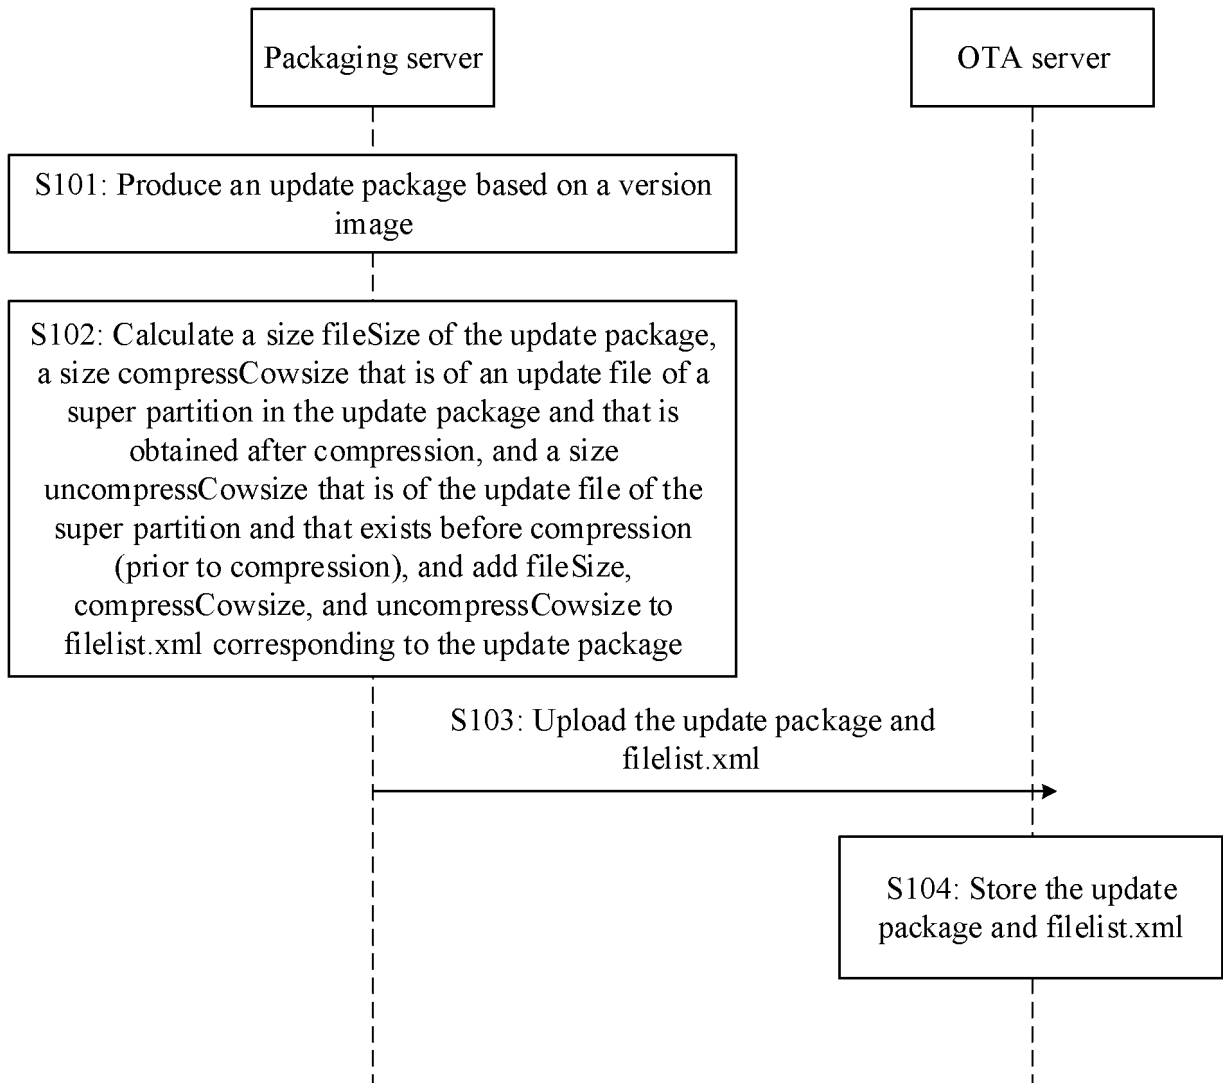 Packaging server
OTA server
S101: Produce an update package based on a version
image
S102: Calculate a size fileSize of the update package,
a size compressCowsize that is of an update file of a
super partition in the update package and that is
obtained after compression, and a size
uncompressCowsize that is of the update file of the
super partition and that exists before compression
(prior to compression), and add fileSize,
compressCowsize, and uncompressCowsize to
filelist.xml corresponding to the update package
S103: Upload the update package and
filelist.xml
S104: Store the update
package and filelist.xml